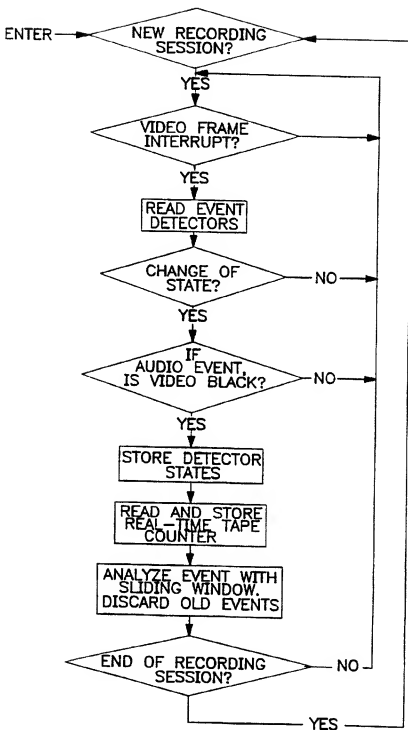 ENTER
NEW RECORDING
SESSION?
YES
VIDEO FRAME
INTERRUPT?
YES
READ EVENT
DETECTORS
CHANGE OF
STATE?
NO
YES
IF
AUDIO EVENT,
IS VIDEO BLACK?
NO
YES
STORE DETECTOR
STATES
READ AND STORE
REAL-TIME TAPE
COUNTER
ANALYZE EVENT WITH
SLIDING WINDOW.
DISCARD OLD EVENTS
END OF RECORDING
SESSION?
NO
YES